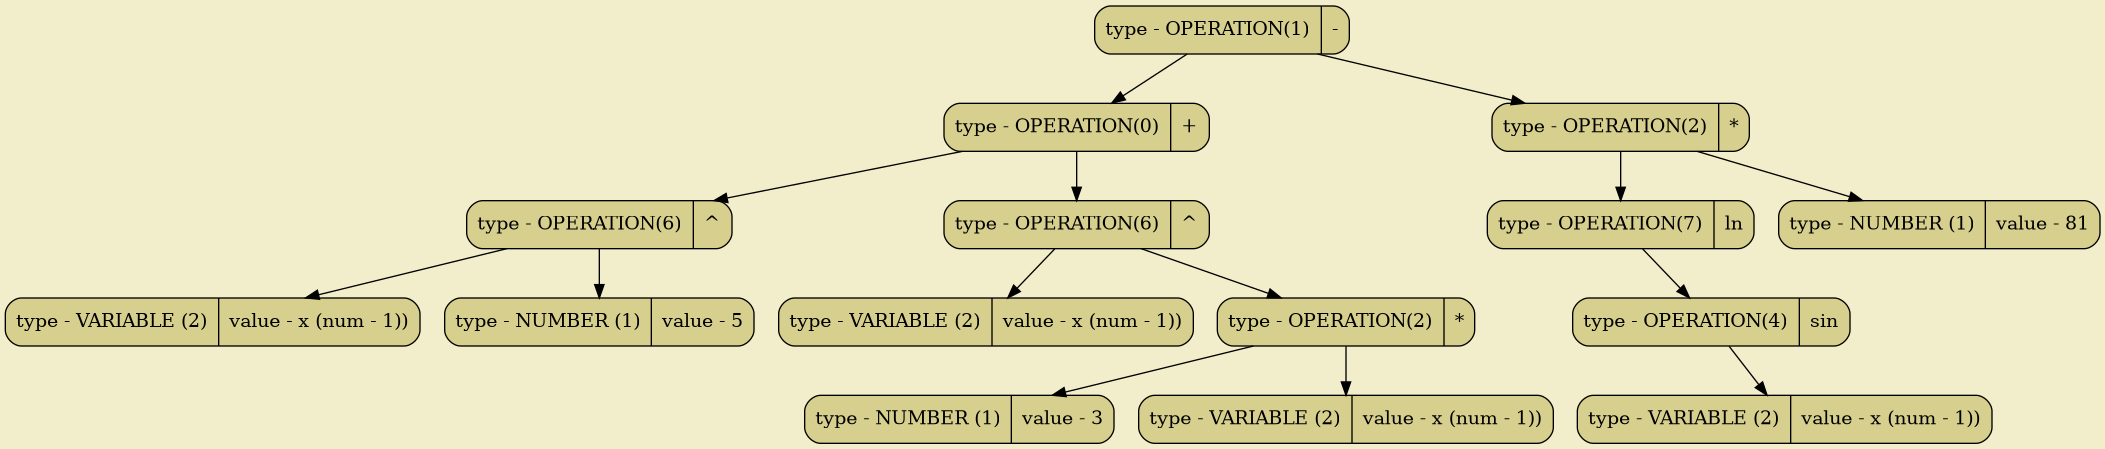 type - OPERATION(1) -
type - OPERATION(0) +
type - OPERATION(2) *
type - OPERATION(6) ^
type - OPERATION(6) ^
type - OPERATION(7) ln
type - NUMBER (1) value - 81
type - VARIABLE (2) value - x (num - 1))
type - NUMBER (1) value - 5
type - VARIABLE (2) value - x (num - 1))
type - OPERATION(2) *
type - OPERATION(4) sin
type - NUMBER (1) value - 3
type - VARIABLE (2) value - x (num - 1))
type - VARIABLE (2) value - x (num - 1))